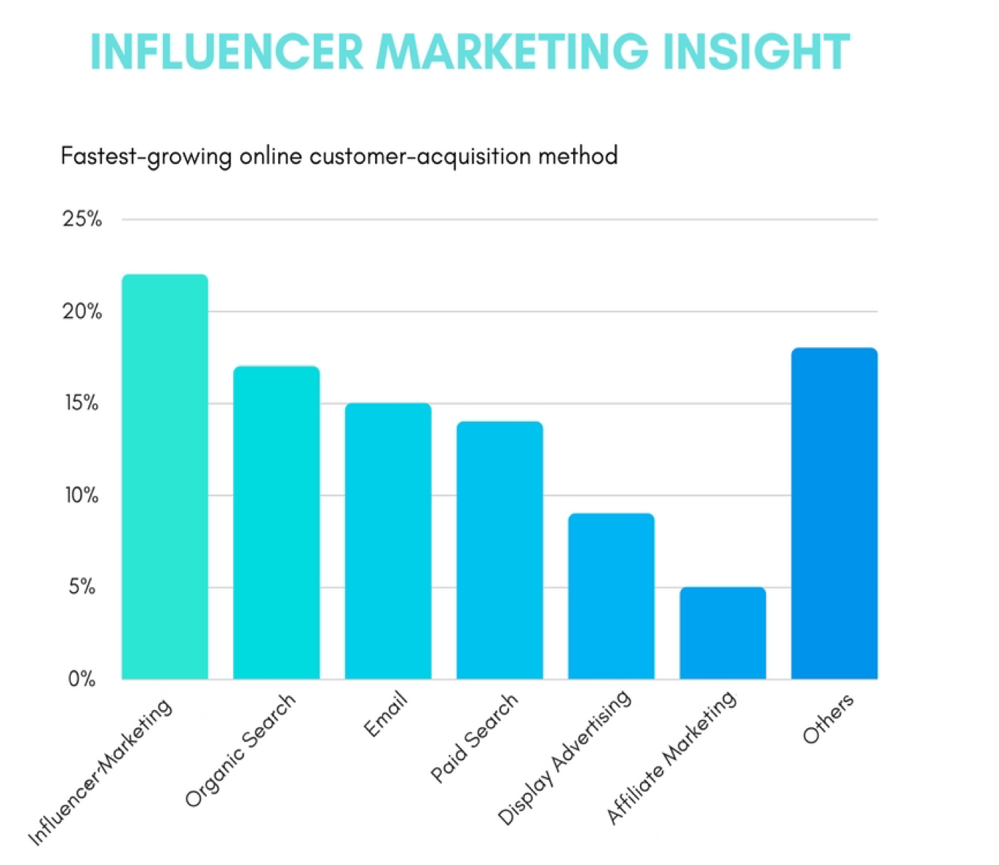 INFLUENCER MARKETING INSIGHT
Fastest-growing online customer-acquisition method
25%
20%
15%
10%
5%
0%
Influencer Marketing
Organic Search
Email
Paid Search
Display Advertising
Affiliate Marketing
Others